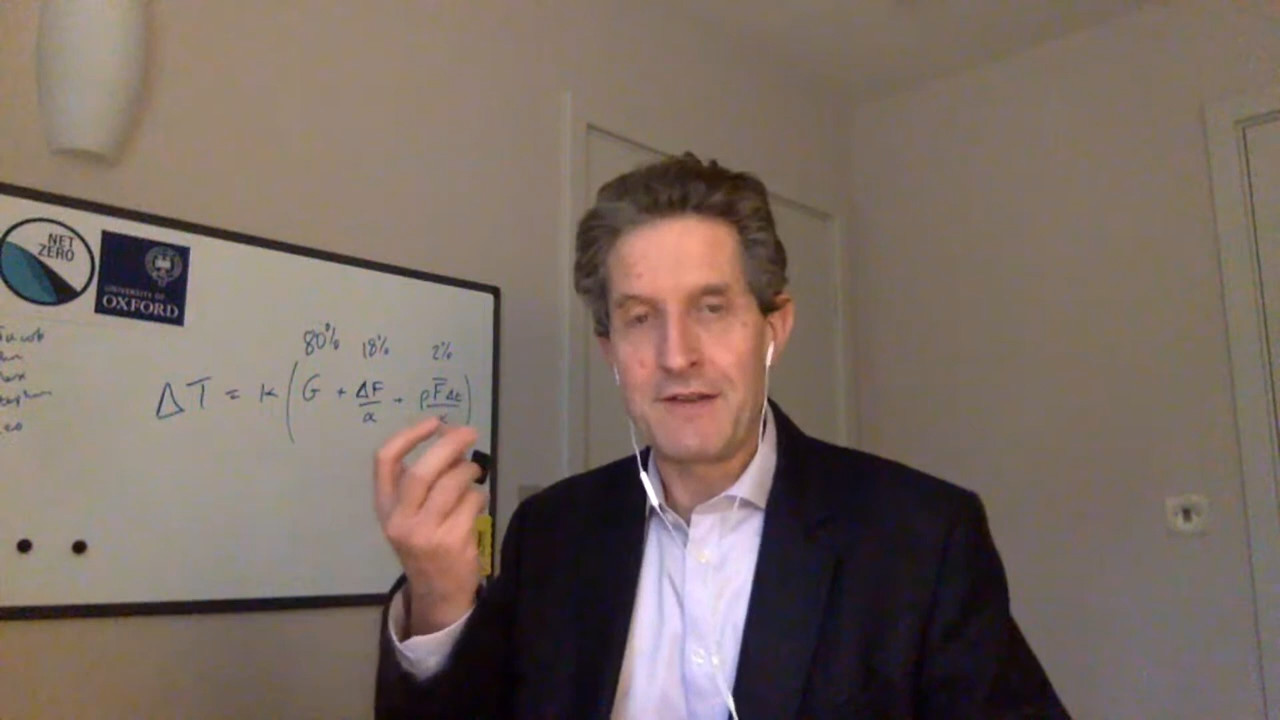 NET
ZERO
UNIVERSITY OF
OXFORD
80% 18% 2%
ΔT = κ(G + ΔF/α + ρF̄Δt